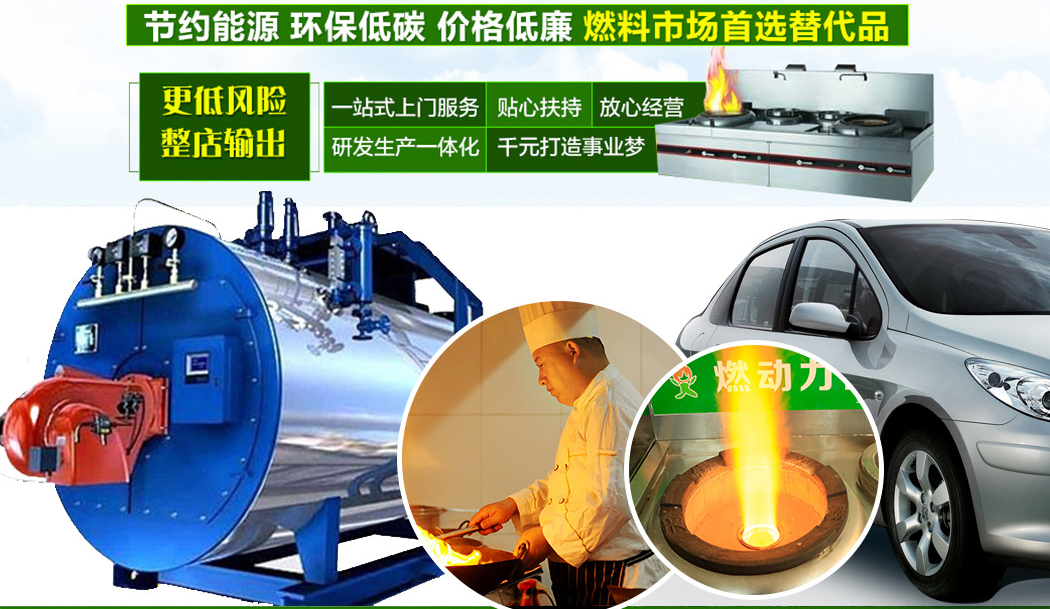 节约能源 环保低碳 价格低廉 燃料市场首选替代品
更低风险
整店输出
一站式上门服务 贴心扶持 放心经营
研发生产一体化 千元打造事业梦
燃动力